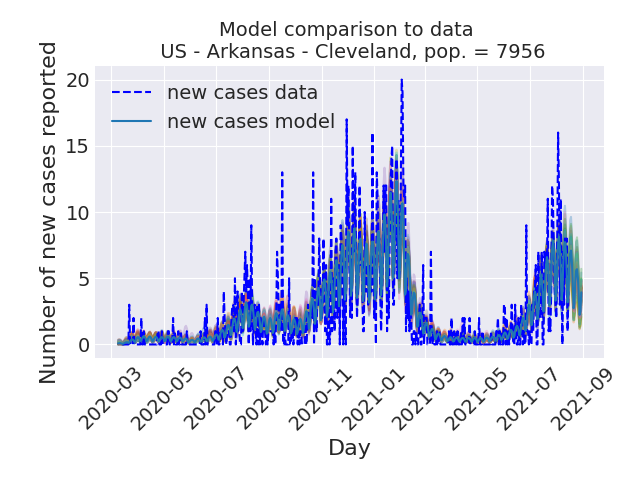 Model comparison to data
US - Arkansas - Cleveland, pop. = 7956
Number of new cases reported
20
15
10
5
0
new cases data
new cases model
2020-03
2020-05
2020-07
2020-09
2020-11
2021-01
2021-03
2021-05
2021-07
2021-09
Day